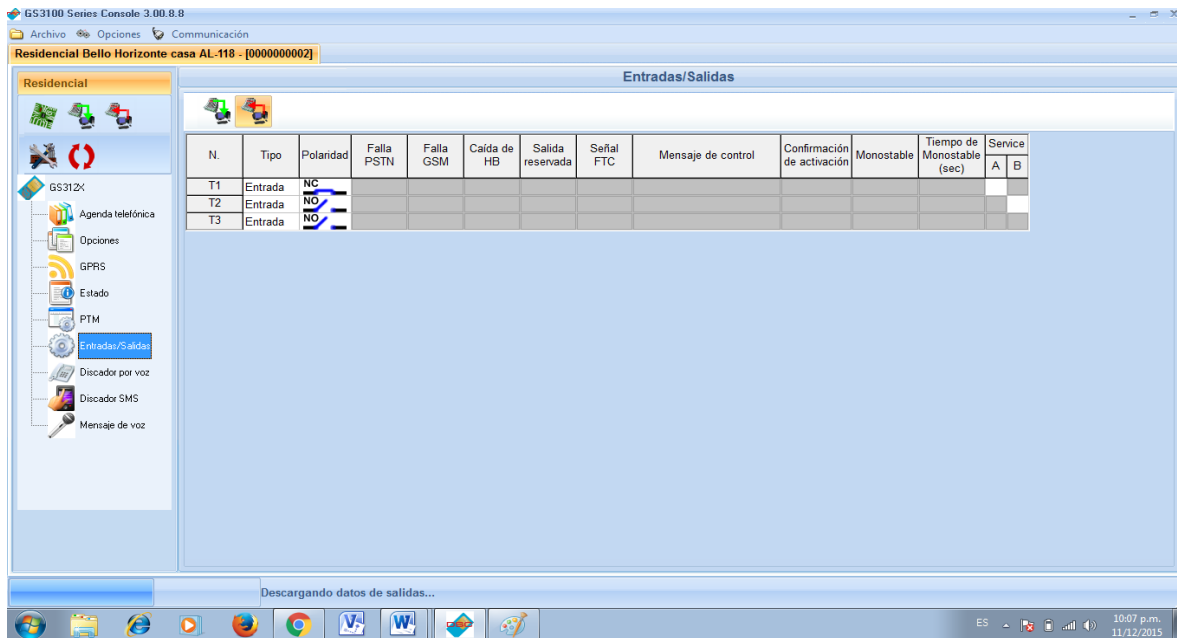 GS3100 Series Console 3.00.8.8
Archivo Opciones Communicación
Residencial Bello Horizonte casa AL-118 - [0000000002]
Residencial
GS312X
Agenda telefónica
Opciones
GPRS
Estado
PTM
Entradas/Salidas
Discador por voz
Discador SMS
Mensaje de voz
Entradas/Salidas
N. Tipo Polaridad Falla PSTN Falla GSM Caída de HB Salida reservada Señal FTC Mensaje de control Confirmación de activación Monostable Tiempo de Monostable (sec) Service A B
T1 Entrada NC
T2 Entrada NO
T3 Entrada NO
Descargando datos de salidas...
ES 10:07 p.m.
11/12/2015